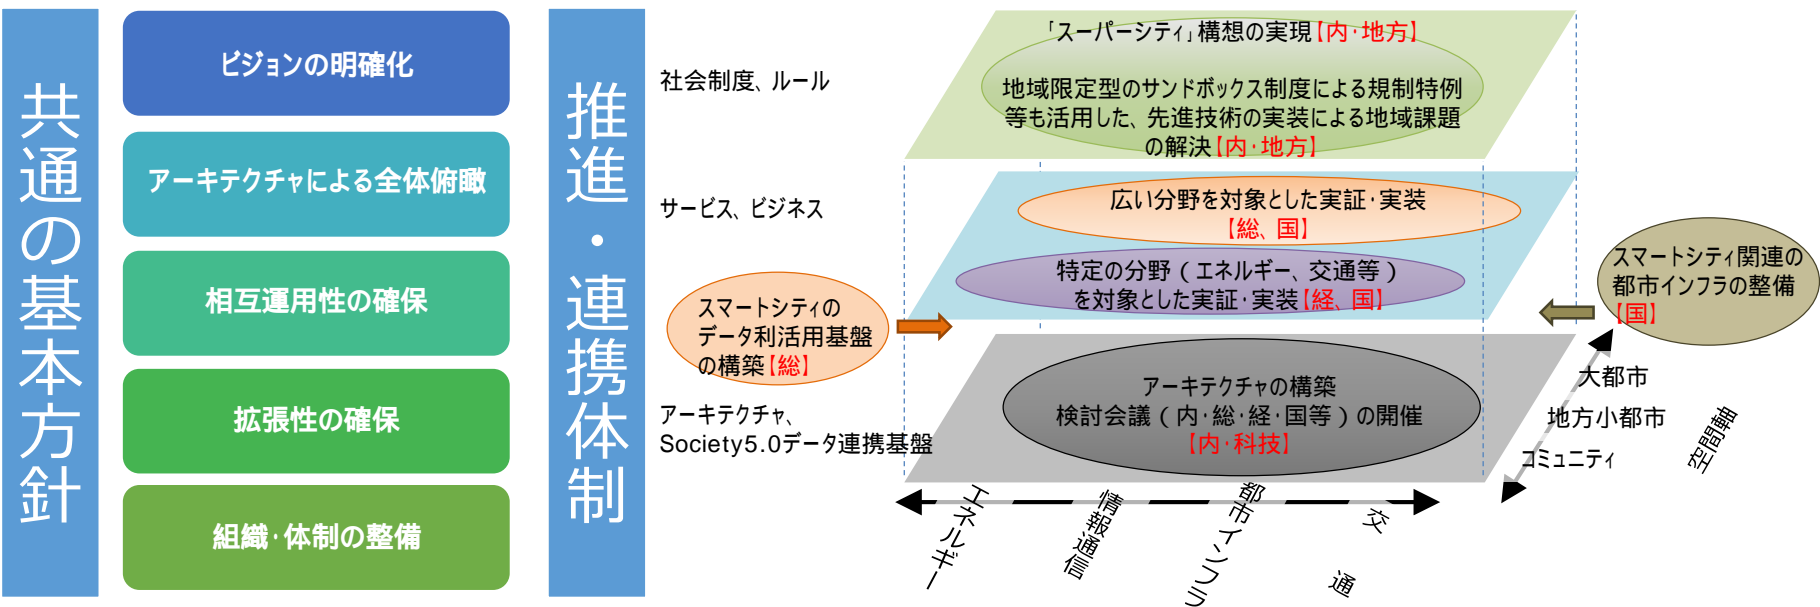 共通の基本方針
ビジョンの明確化
アーキテクチャによる全体俯瞰
相互運用性の確保
拡張性の確保
組織・体制の整備
推進・連携体制
社会制度、ルール
「スーパーシティ」構想の実現【内・地方】
地域限定型のサンドボックス制度による規制特例
等も活用した、先進技術の実装による地域課題
の解決【内・地方】
サービス、ビジネス
広い分野を対象とした実証・実装
【総、国】
特定の分野（エネルギー、交通等）
を対象とした実証・実装【経、国】
スマートシティの
データ利活用基盤
の構築【総】
スマートシティ関連の
都市インフラの整備
【国】
アーキテクチャ、
Society5.0データ連携基盤
アーキテクチャの構築
検討会議（内・総・経・国等）の開催
【内・科技】
大都市
地方小都市
コミュニティ
空間軸
エネルギー
情報通信
都市インフラ
交通